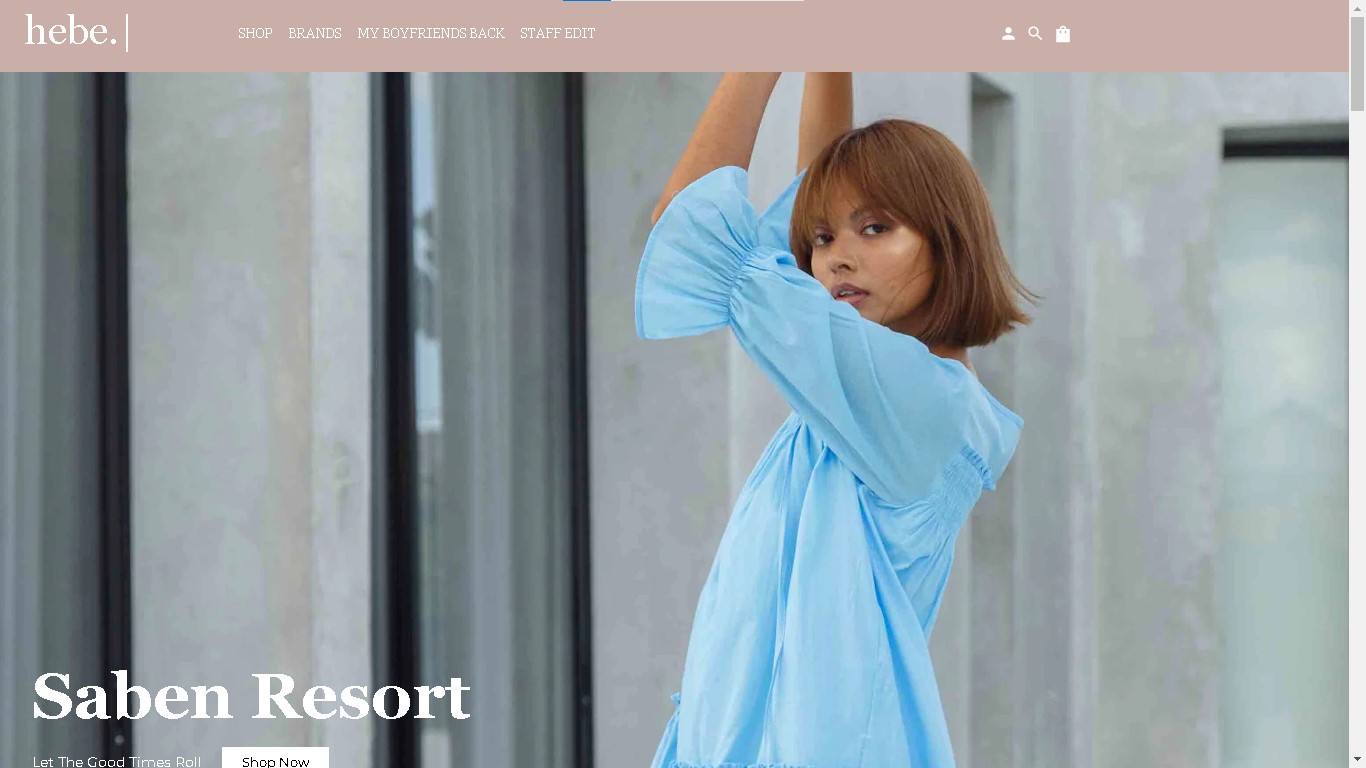 hebe.
SHOP BRANDS MY BOYFRIENDS BACK STAFF EDIT
Saben Resort
Let The Good Times Roll Shop Now